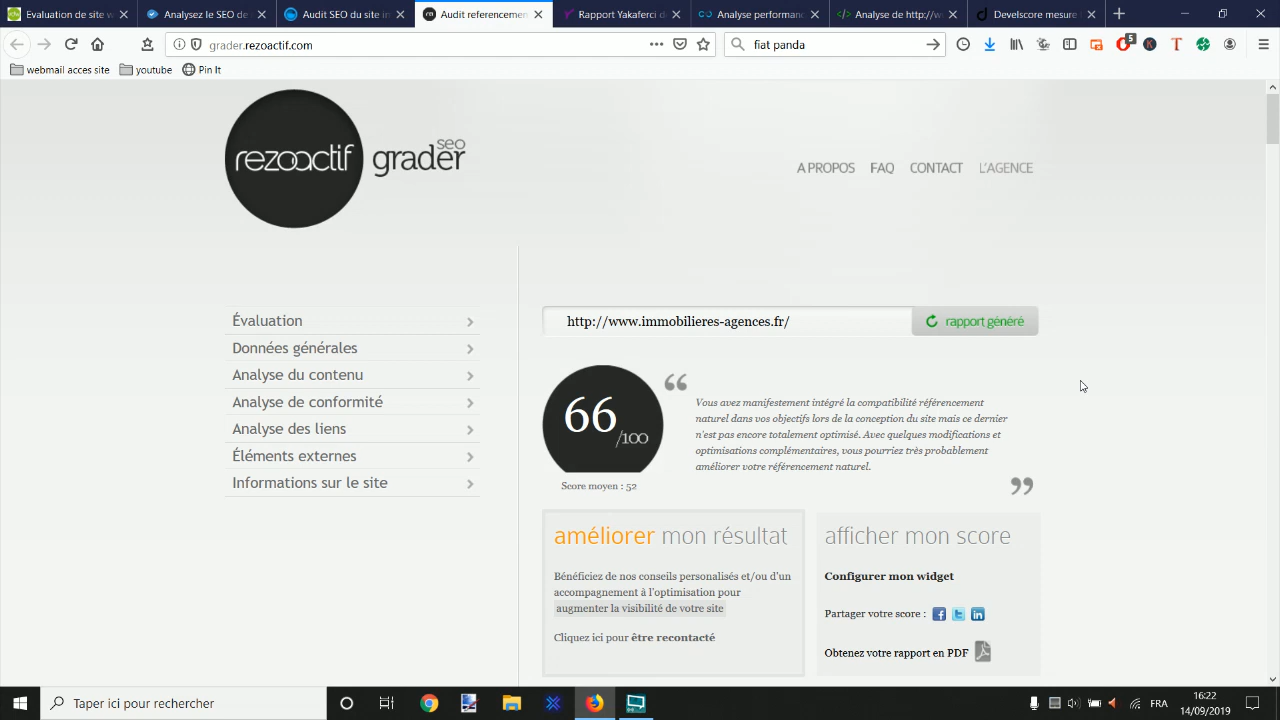 Evaluation de site w
Analysez le SEO de
Audit SEO du site in
Audit referencemen
Rapport Yakaferci d
Analyse performanc
Analyse de http://w
Develscore mesure
grader.rezoactif.com
fiat panda
5
webmail acces site
youtube
Pin It
rezoactif
seo
grader
A PROPOS
FAQ
CONTACT
L'AGENCE
Évaluation
Données générales
Analyse du contenu
Analyse de conformité
Analyse des liens
Éléments externes
Informations sur le site
http://www.immobilieres-agences.fr/
rapport généré
66/100
Score moyen : 52
Vous avez manifestement intégré la compatibilité référencement
naturel dans vos objectifs lors de la conception du site mais ce dernier
n'est pas encore totalement optimisé. Avec quelques modifications et
optimisations complémentaires, vous pourriez très probablement
améliorer votre référencement naturel.
améliorer mon résultat
Bénéficiez de nos conseils personalisés et/ou d'un
accompagnement à l'optimisation pour
augmenter la visibilité de votre site
Cliquez ici pour être recontacté
afficher mon score
Configurer mon widget
Partager votre score :
Obtenez votre rapport en PDF
Taper ici pour rechercher
FRA
16:22
14/09/2019